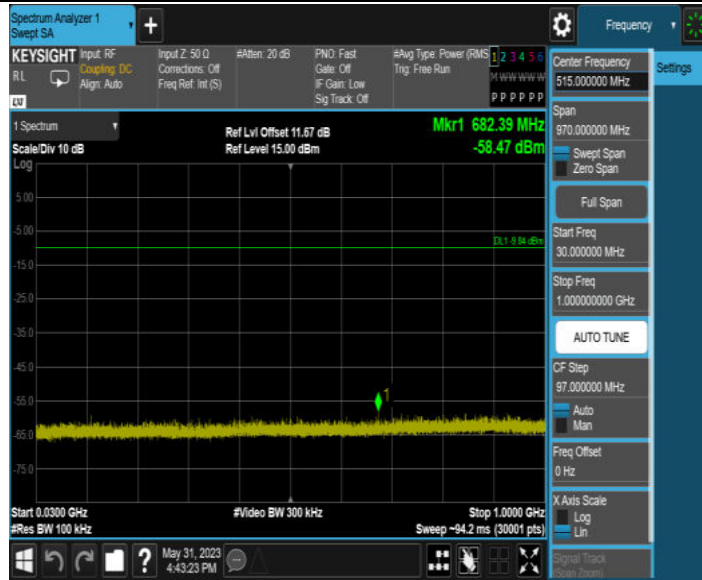 Spectrum Analyzer 1
Swept SA
+
Frequency
KEYSIGHT
RL
LXI
Input: RF
Coupling: DC
Align: Auto
Input Z: 50 Ω
Corrections: Off
Freq Ref: Int (S)
#Atten: 20 dB
PNO: Fast
Gate: Off
IF Gain: Low
Sig Track: Off
#Avg Type: Power (RMS
Trig: Free Run
1 2 3 4 5 6
M W W W W W
P P P P P P
Center Frequency
515.000000 MHz
Settings
Span
970.000000 MHz
Swept Span
Zero Span
Full Span
Start Freq
30.000000 MHz
Stop Freq
1.000000000 GHz
AUTO TUNE
CF Step
97.000000 MHz
Auto
Man
Freq Offset
0 Hz
X Axis Scale
Log
Lin
Signal Track
(Span Zoom)
1 Spectrum
Scale/Div 10 dB
Ref Lvl Offset 11.67 dB
Ref Level 15.00 dBm
Mkr1 682.39 MHz
-58.47 dBm
Log
5.00
-5.00
DL1 -9.84 dBm
-15.0
-25.0
-35.0
-45.0
1
-55.0
-65.0
-75.0
Start 0.0300 GHz
#Res BW 100 kHz
#Video BW 300 kHz
Stop 1.0000 GHz
Sweep ~94.2 ms (30001 pts)
?
May 31, 2023
4:43:23 PM